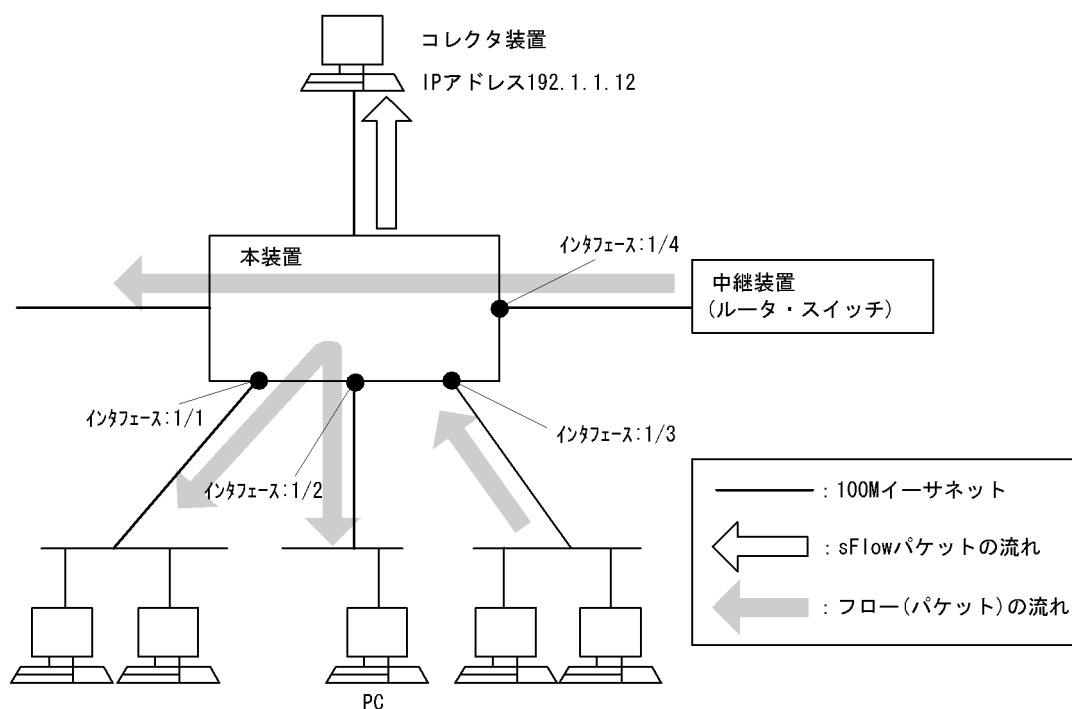 コレクタ装置
IPアドレス192.1.1.12
本装置
ｲﾝﾀﾌｪｰｽ:1/4
中継装置
(ルータ・スイッチ)
ｲﾝﾀﾌｪｰｽ:1/1
ｲﾝﾀﾌｪｰｽ:1/2
ｲﾝﾀﾌｪｰｽ:1/3
:100Mイーサネット
:sFlowパケットの流れ
:フロー(パケット)の流れ
PC